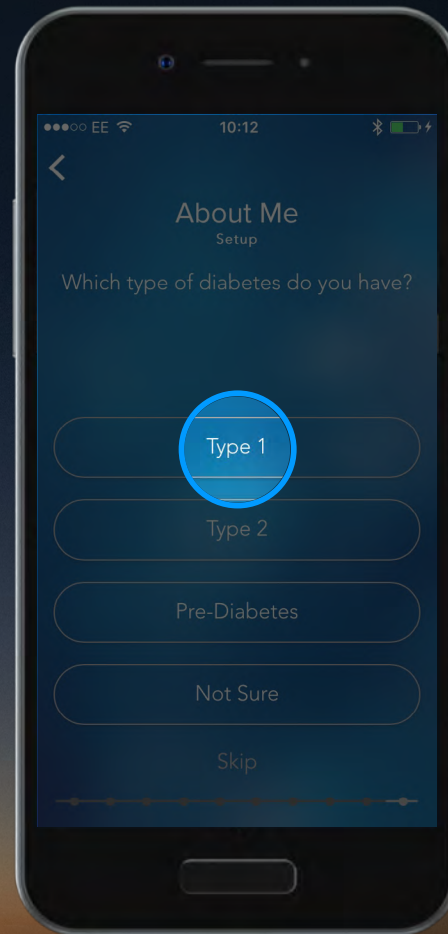 EE
10:12
About Me
Setup
Which type of diabetes do you have?
Type 1
Type 2
Pre-Diabetes
Not Sure
Skip